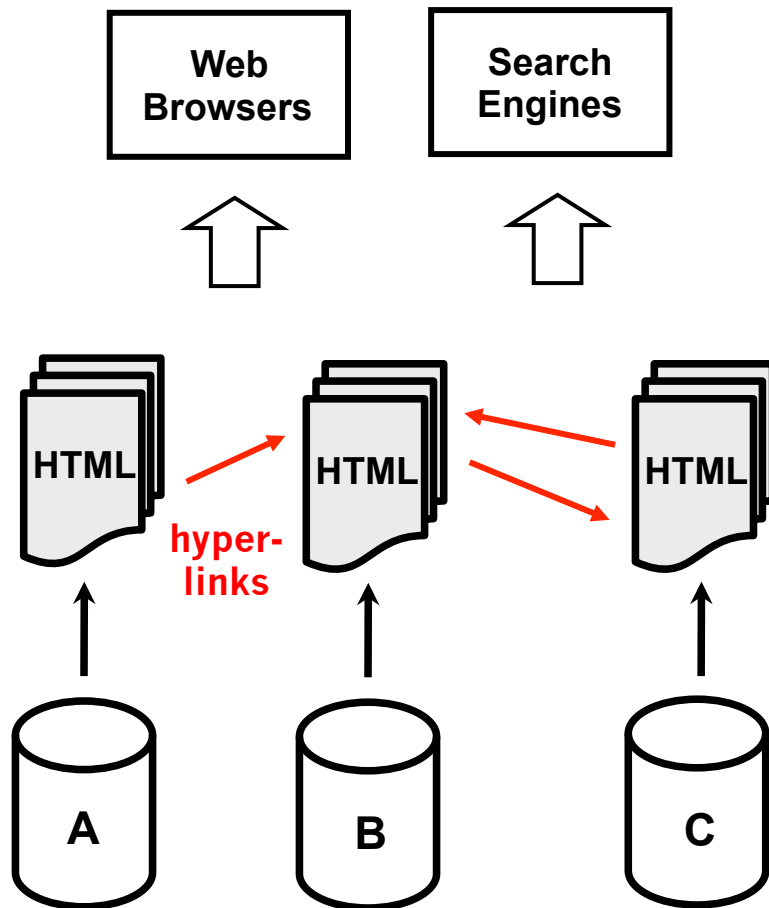 Web
Browsers
Search
Engines
HTML
HTML
HTML
hyper-
links
A
B
C